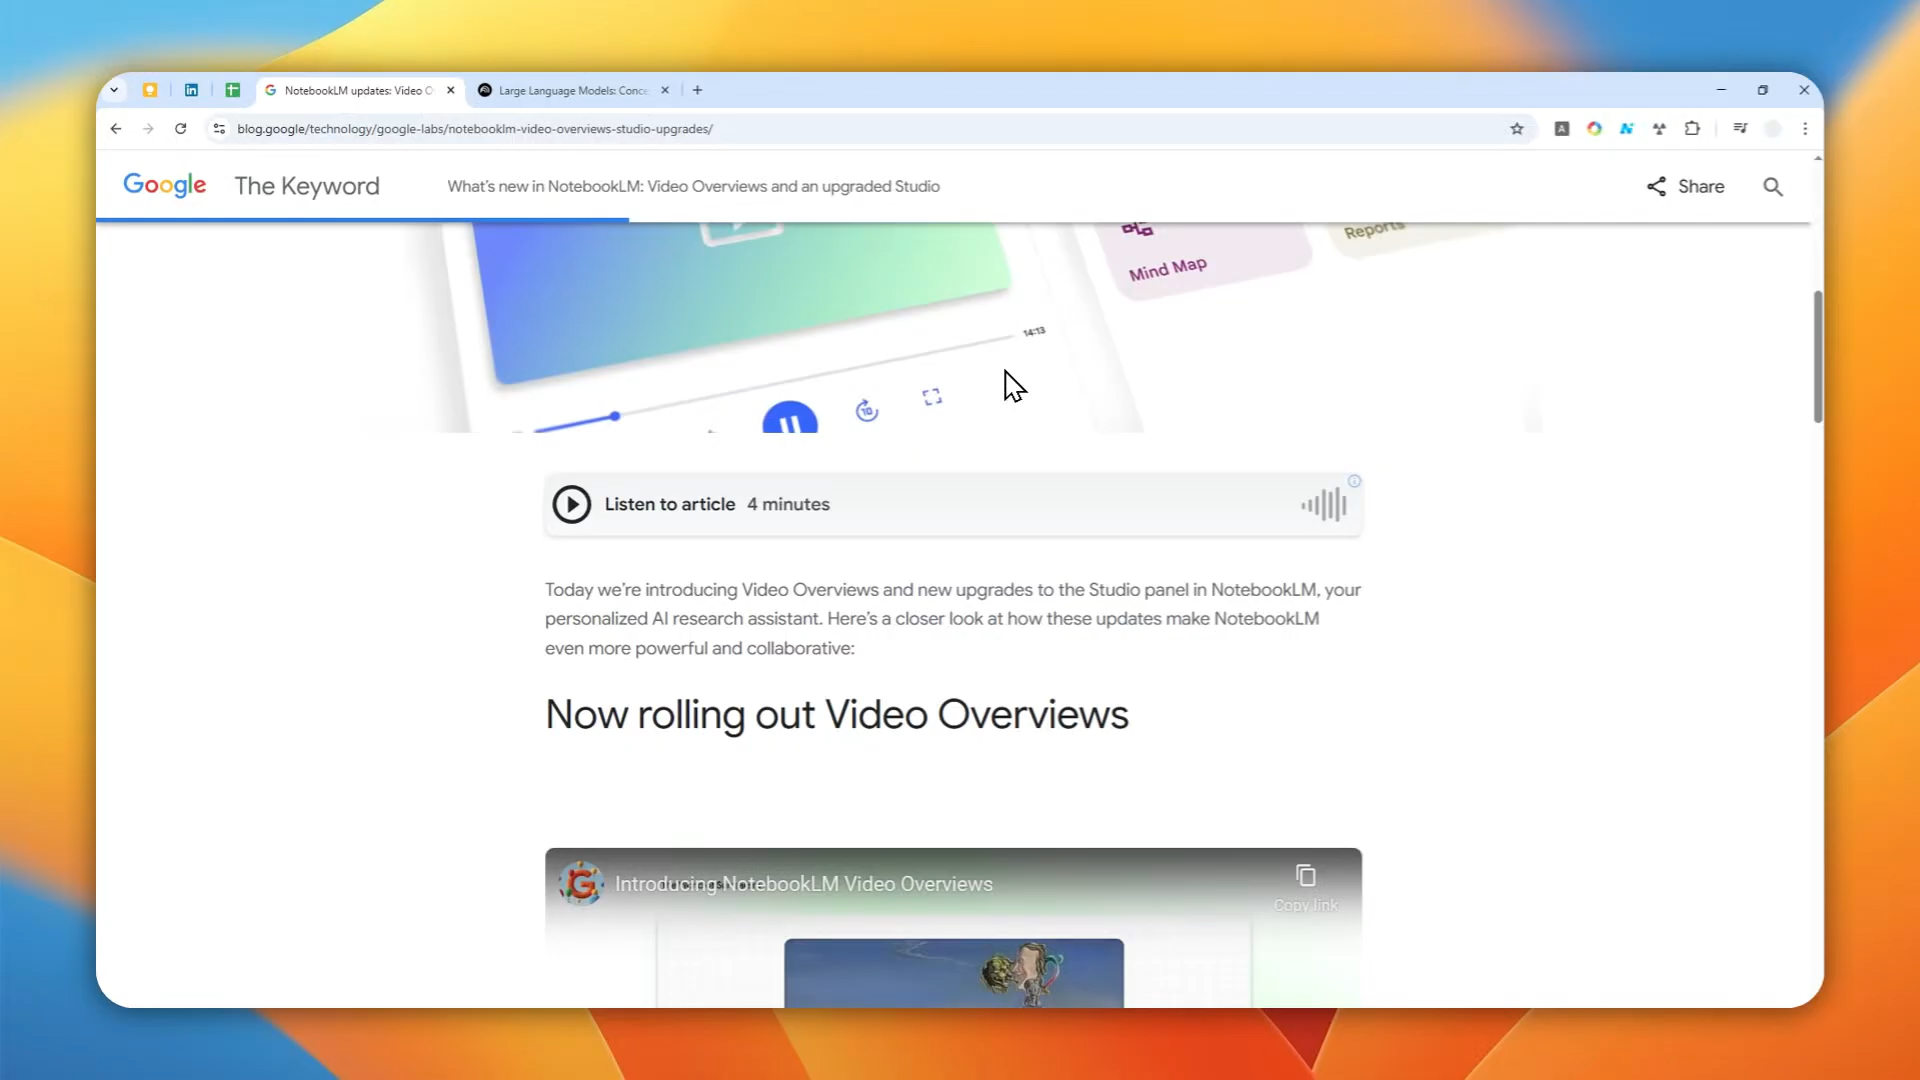 NotebookLM updates: Video O
Large Language Models: Conce
blog.google/technology/google-labs/notebooklm-video-overviews-studio-upgrades/
Google The Keyword
What's new in NotebookLM: Video Overviews and an upgraded Studio
Share
Reports
Mind Map
14:13
10
Listen to article 4 minutes
Today we're introducing Video Overviews and new upgrades to the Studio panel in NotebookLM, your
personalized AI research assistant. Here's a closer look at how these updates make NotebookLM
even more powerful and collaborative:
Now rolling out Video Overviews
Introducing NotebookLM Video Overviews
Copy link